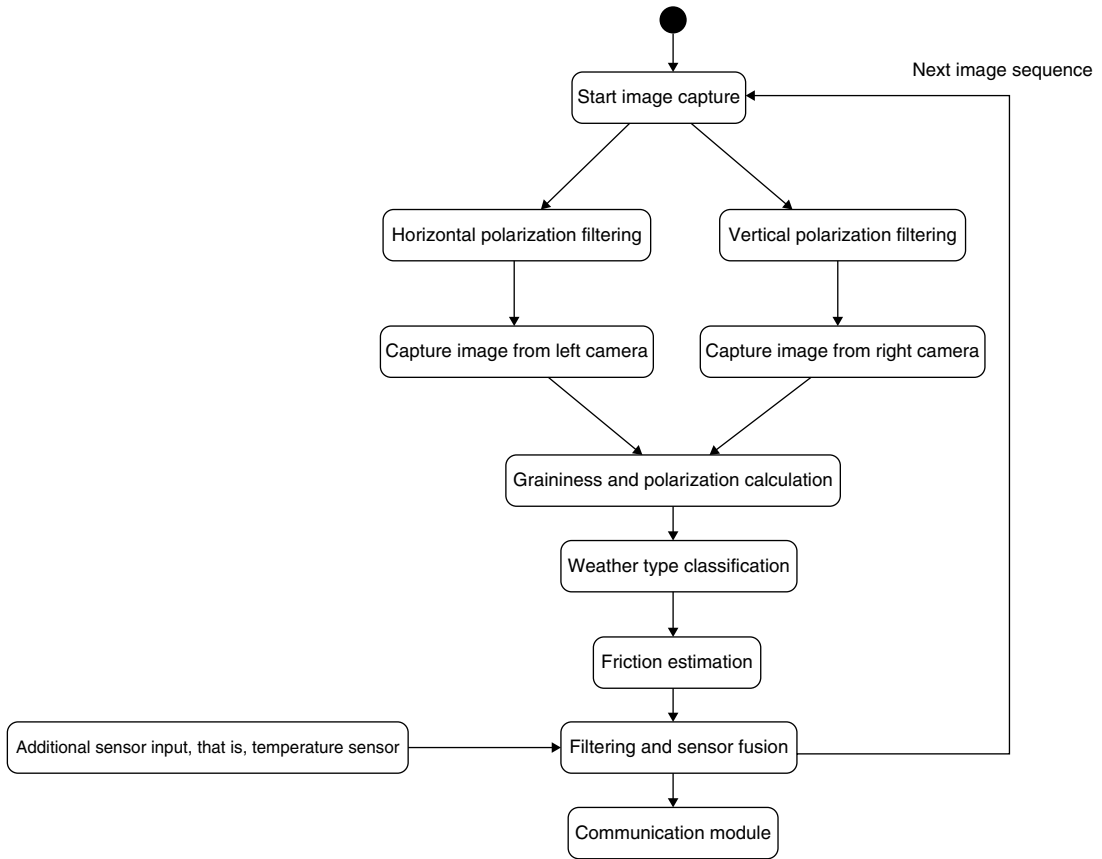 Next image sequence
Start image capture
Horizontal polarization filtering
Vertical polarization filtering
Capture image from left camera
Capture image from right camera
Graininess and polarization calculation
Weather type classification
Friction estimation
Additional sensor input, that is, temperature sensor
Filtering and sensor fusion
Communication module